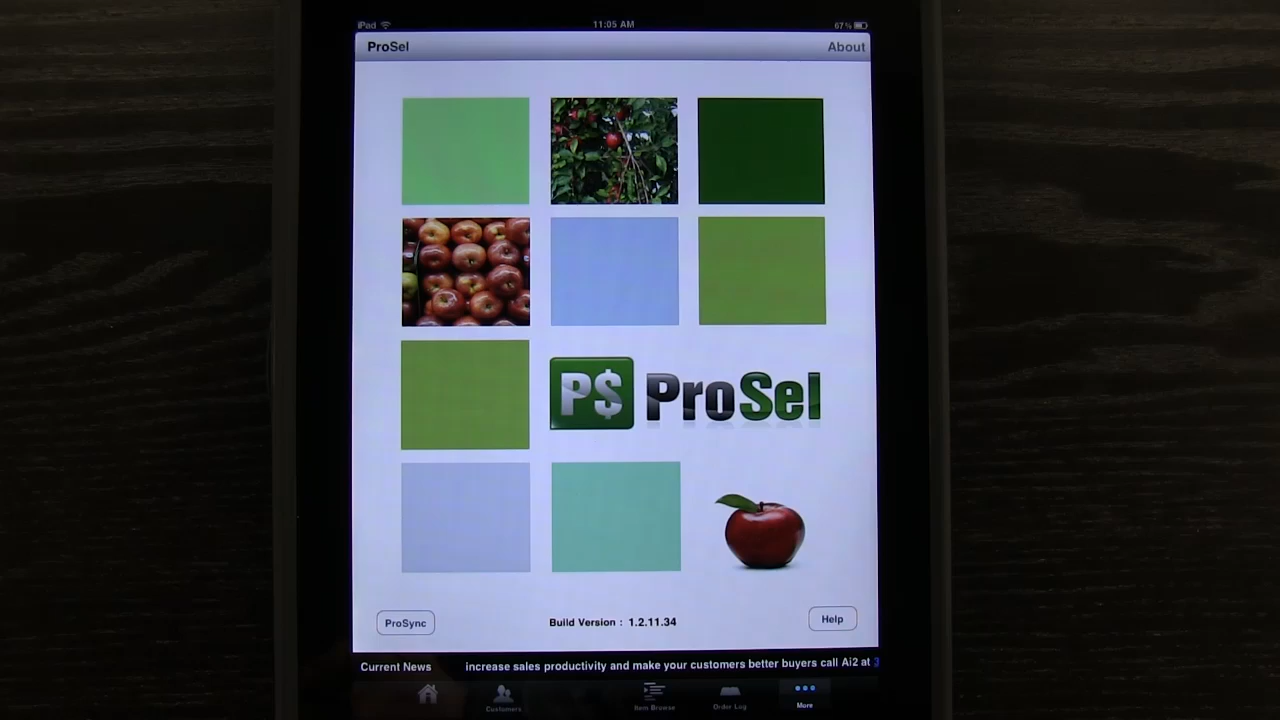 iPad 11:05 AM 67%
ProSel About
P$ ProSel
ProSync Build Version : 1.2.11.34 Help
Current News increase sales productivity and make your customers better buyers call Ai2 at 3
Customers Item Browse Order Log More